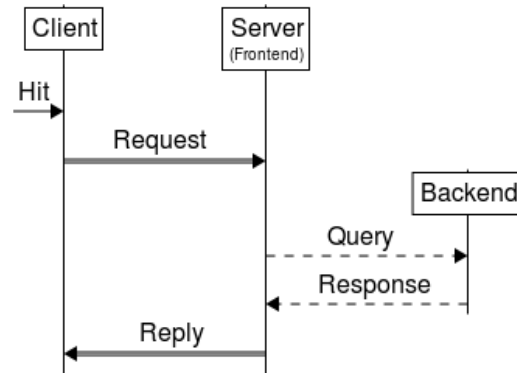 Client
Server
(Frontend)
Hit
Request
Backend
Query
Response
Reply